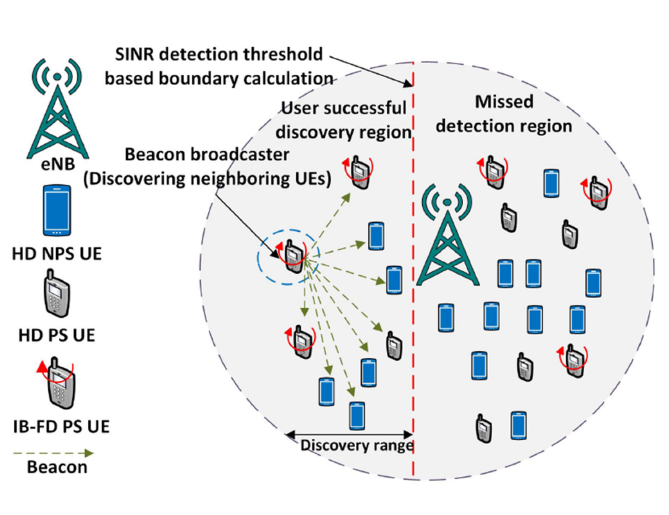 SINR detection threshold
based boundary calculation
User successful
discovery region
Missed
detection region
Beacon broadcaster
(Discovering neighboring UEs)
eNB
HD NPS UE
HD PS UE
IB-FD PS UE
Beacon
Discovery range